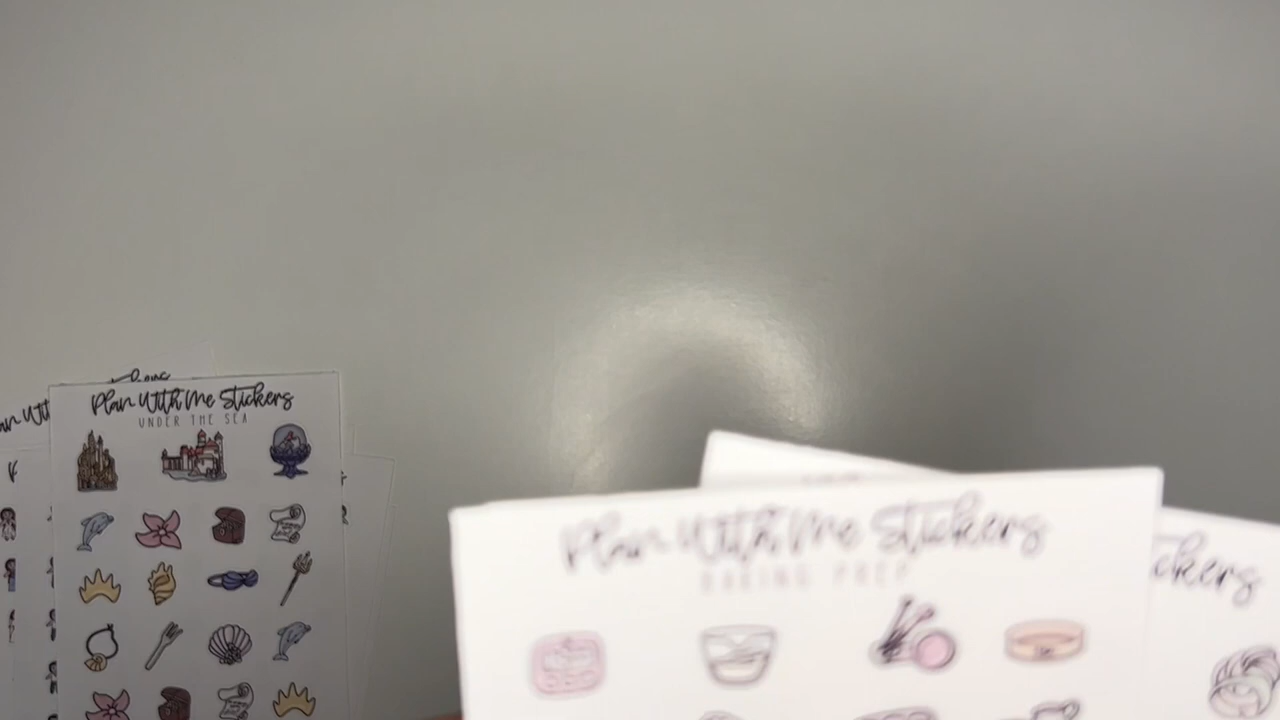 Plan With Me Stickers
UNDER THE SEA
Plan With Me Stickers
BAKING PREP
ckers